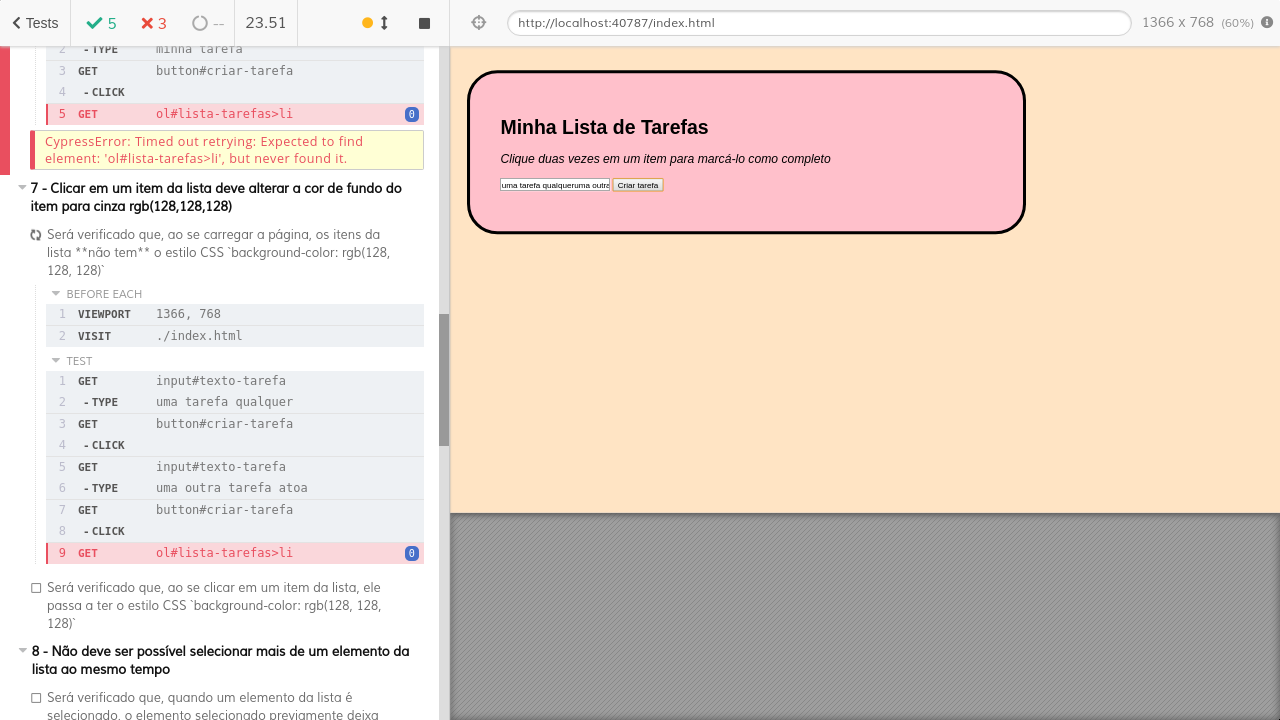 Tests 5 3 -- 23.51
2 - TYPE minha tarefa
3 GET button#criar-tarefa
4 - CLICK
5 GET ol#lista-tarefas>li 0
CypressError: Timed out retrying: Expected to find
element: 'ol#lista-tarefas>li', but never found it.
7 - Clicar em um item da lista deve alterar a cor de fundo do
item para cinza rgb(128,128,128)
Será verificado que, ao se carregar a página, os itens da
lista **não tem** o estilo CSS `background-color: rgb(128,
128, 128)`
BEFORE EACH
1 VIEWPORT 1366, 768
2 VISIT ./index.html
TEST
1 GET input#texto-tarefa
2 - TYPE uma tarefa qualquer
3 GET button#criar-tarefa
4 - CLICK
5 GET input#texto-tarefa
6 - TYPE uma outra tarefa atoa
7 GET button#criar-tarefa
8 - CLICK
9 GET ol#lista-tarefas>li 0
Será verificado que, ao se clicar em um item da lista, ele
passa a ter o estilo CSS `background-color: rgb(128, 128,
128)`
8 - Não deve ser possível selecionar mais de um elemento da
lista ao mesmo tempo
Será verificado que, quando um elemento da lista é
selecionado, o elemento selecionado previamente deixa
http://localhost:40787/index.html 1366 x 768 (60%)
Minha Lista de Tarefas
Clique duas vezes em um item para marcá-lo como completo
uma tarefa qualqueruma outra Criar tarefa